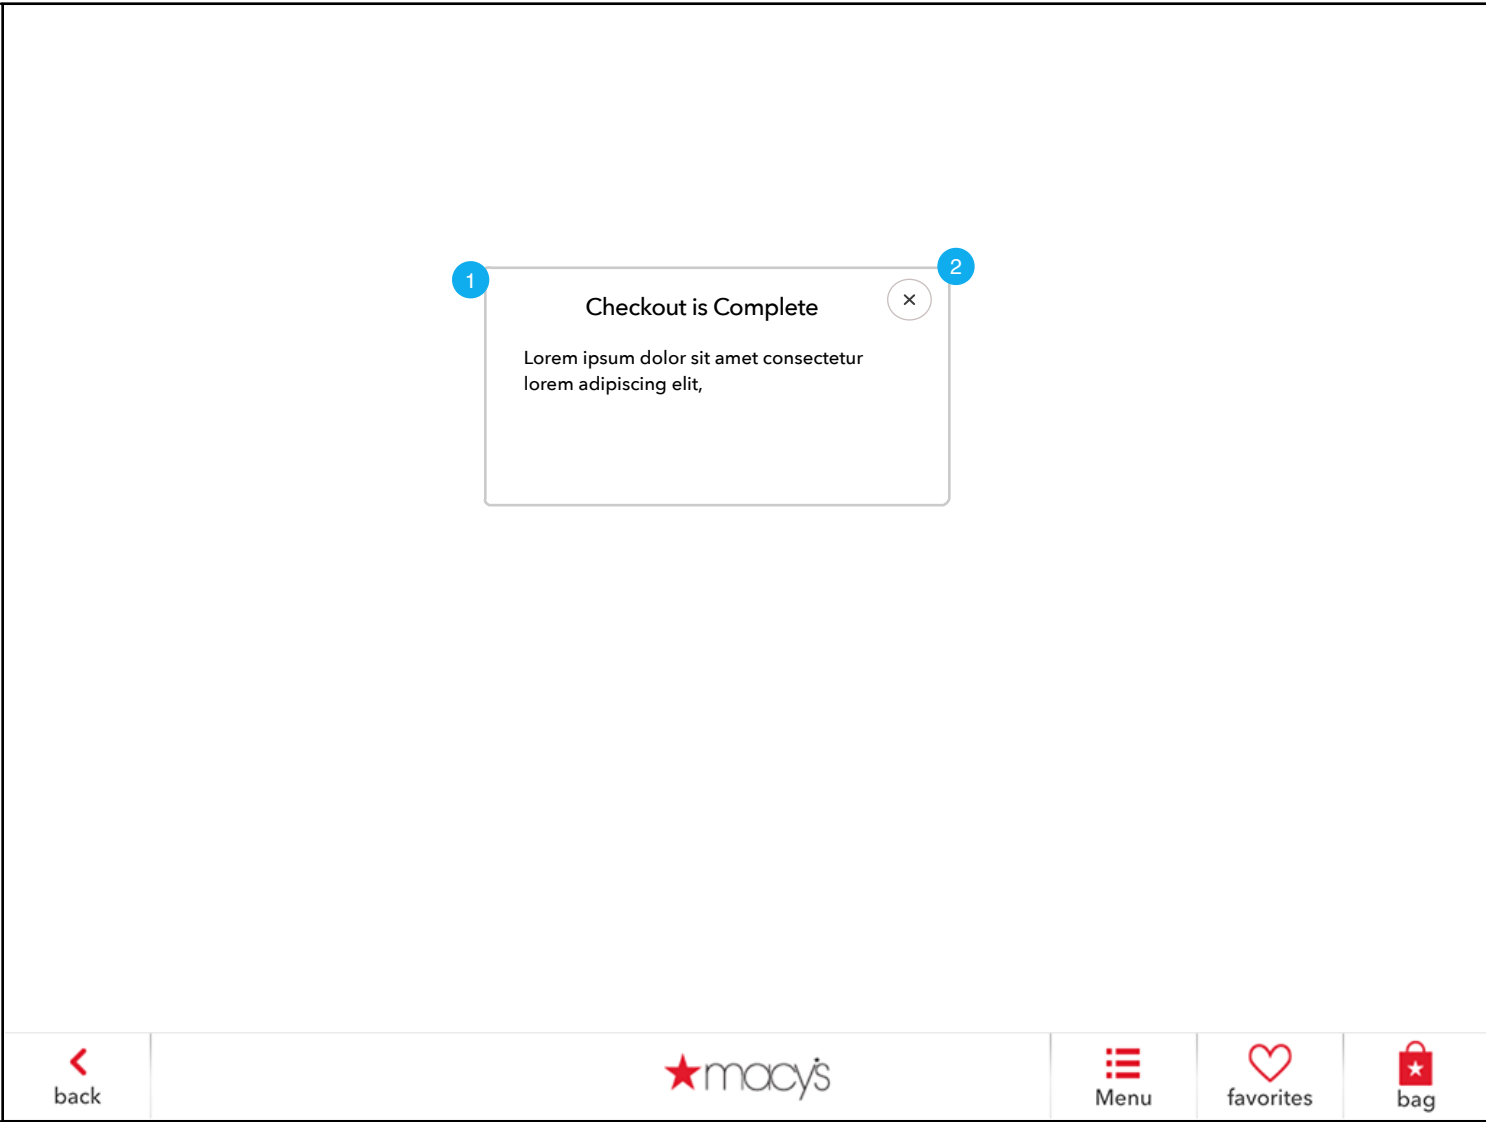 1
2
Checkout is Complete
Lorem ipsum dolor sit amet consectetur
lorem adipiscing elit,
back
macy's
Menu
favorites
bag